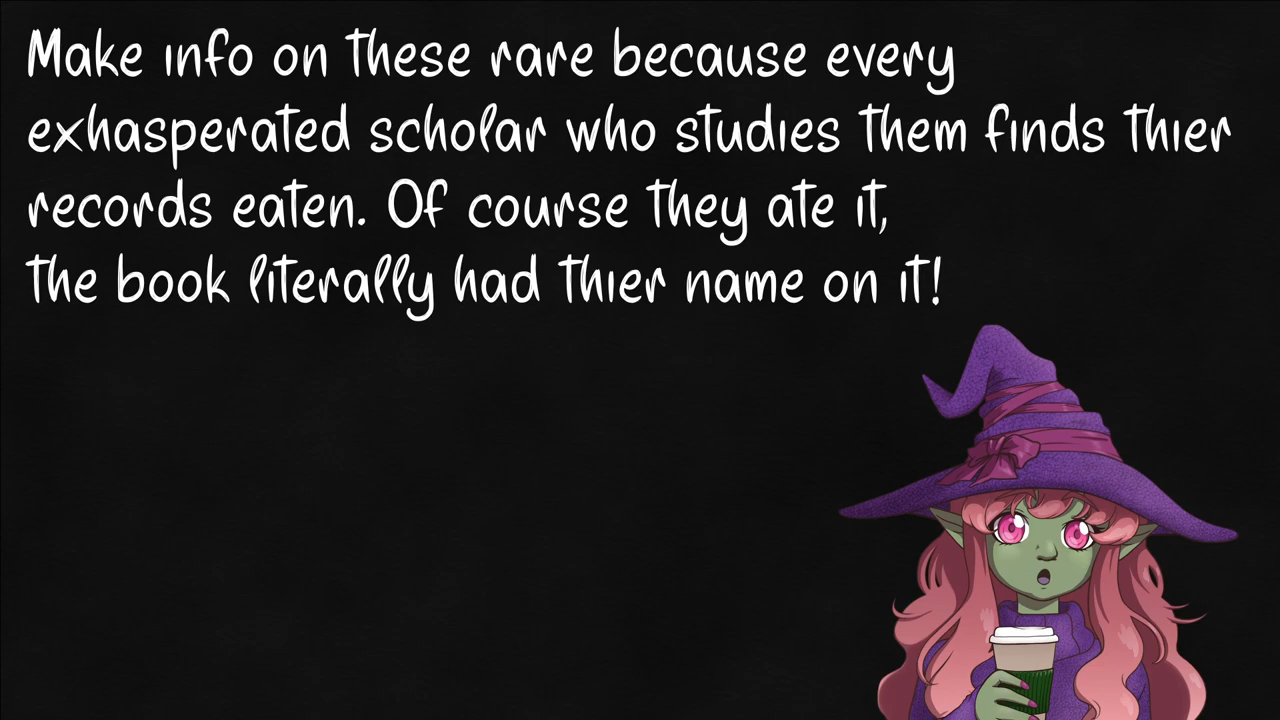 Make info on these rare because every
exhasperated scholar who studies them finds thier
records eaten. Of course they ate it,
the book literally had thier name on it!